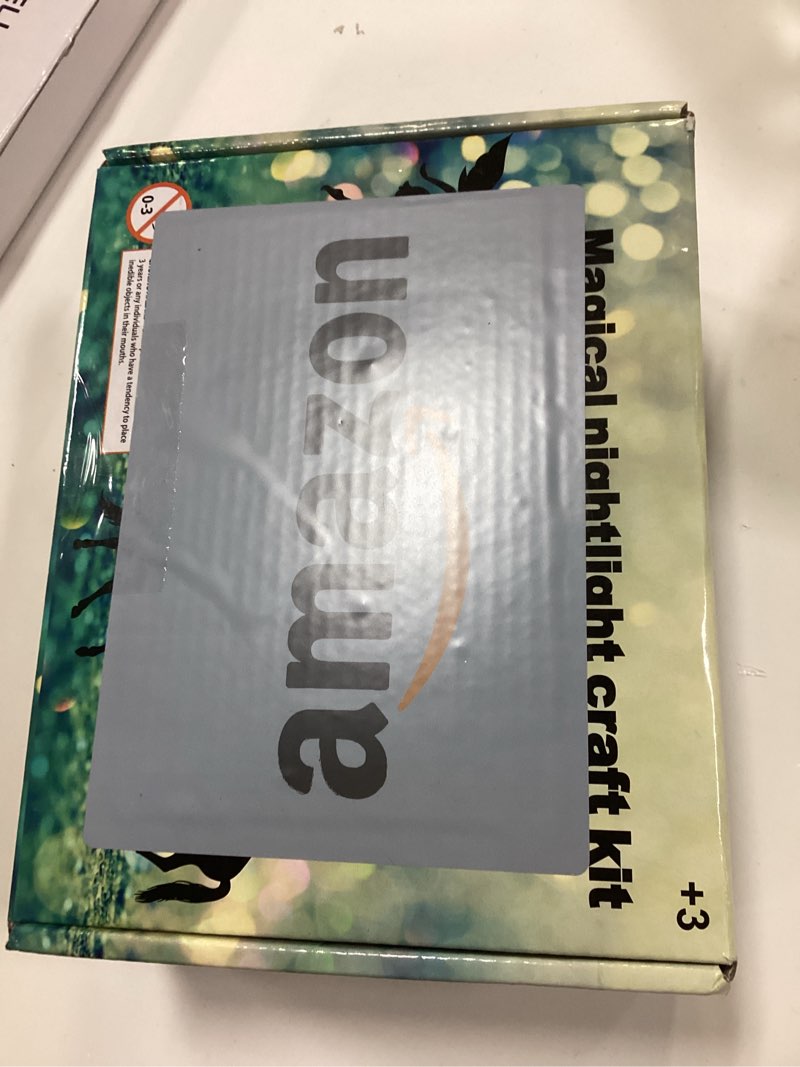 Magical nightlight craft kit
+3
amazon
0-3
3 years or any individuals who have a tendency to place
inedible objects in their mouths.